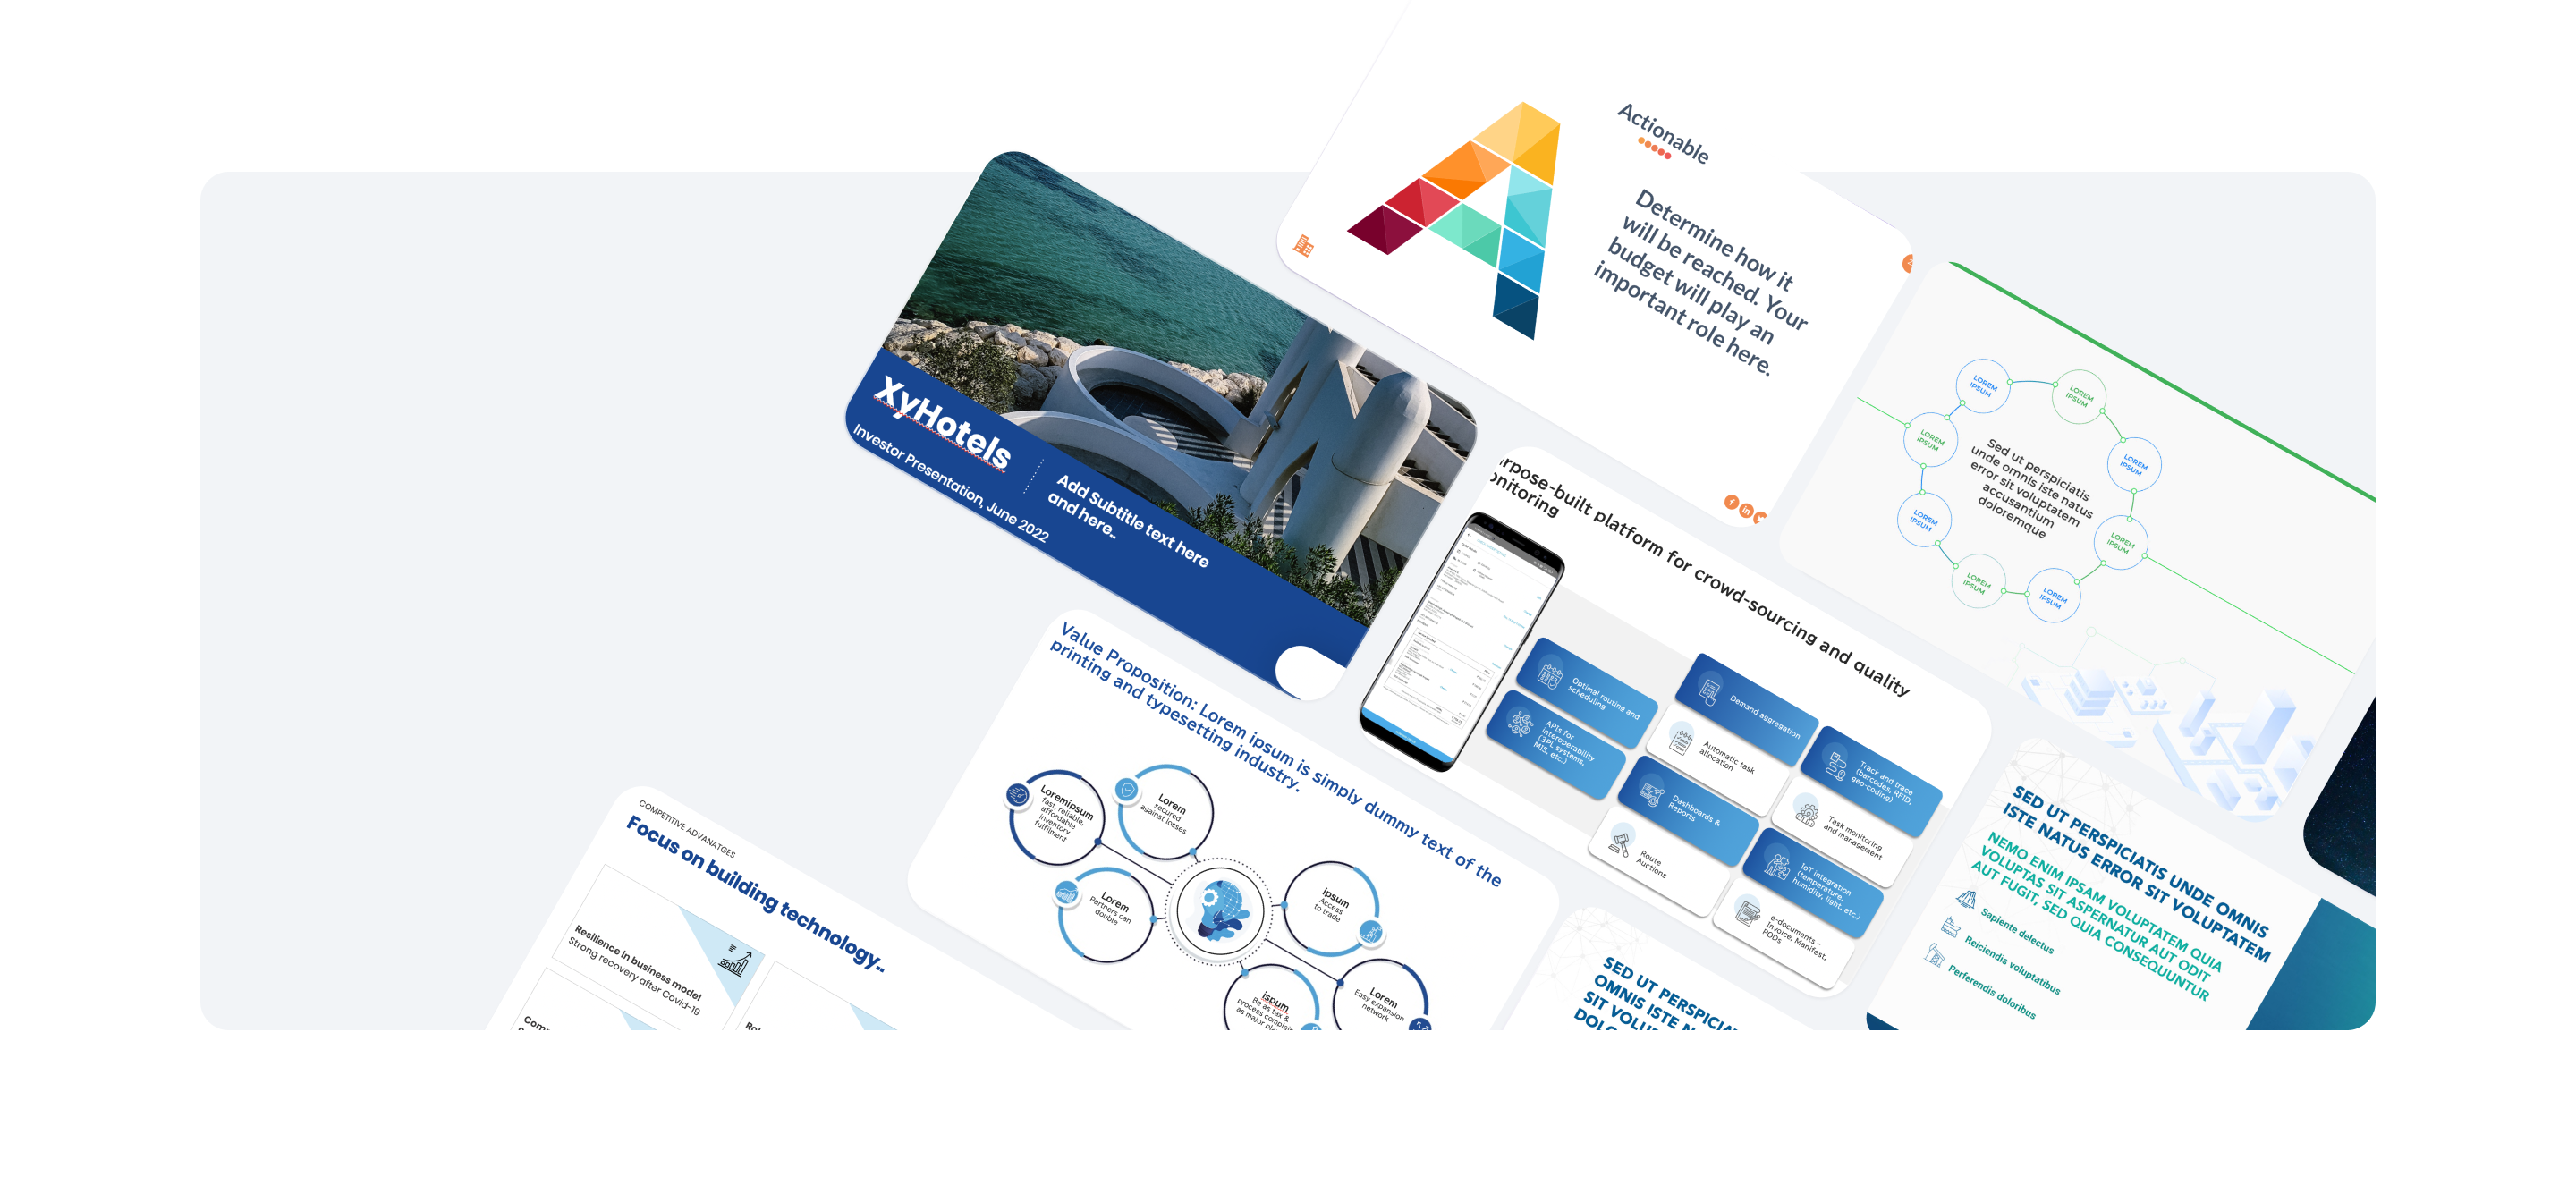 Actionable
Determine how it
will be reached. Your
budget will play an
important role here.
XyHotels
Investor Presentation, June 2022
Add Subtitle text here
and here..
LOREM
IPSUM
LOREM
IPSUM
LOREM
IPSUM
LOREM
IPSUM
LOREM
IPSUM
LOREM
IPSUM
LOREM
IPSUM
LOREM
IPSUM
Sed ut perspiciatis
unde omnis iste natus
error sit voluptatem
accusantium
doloremque
rpose-built platform for crowd-sourcing and quality
onitoring
Optimal routing and
scheduling
Demand aggregation
APIs for
interoperability
(3PL systems,
MIS, etc.)
Automatic task
allocation
Track and trace
(barcodes, RFID,
geo-coding)
Dashboards &
Reports
Task monitoring
and management
Route
Auctions
IoT integration
(temperature,
humidity, light, etc.)
e-documents -
Invoice, Manifest,
PODs
Value Proposition: Lorem ipsum is simply dummy text of the
printing and typesetting industry.
Loremipsum
fast, reliable,
affordable
inventory
fulfilment
Lorem
secured
against losses
Lorem
Partners can
double
ipsum
Access
to trade
ispum
Be as tax &
process complai
as major pla
Lorem
Easy expansion
network
COMPETITIVE ADVANATGES
Focus on building technology..
Resilience in business model
Strong recovery after Covid-19
SED UT PERSPICIATIS UNDE OMNIS
ISTE NATUS ERROR SIT VOLUPTATEM
NEMO ENIM IPSAM VOLUPTATEM QUIA
VOLUPTAS SIT ASPERNATUR AUT ODIT
AUT FUGIT, SED QUIA CONSEQUUNTUR
Sapiente delectus
Reiciendis voluptatibus
Perferendis doloribus
SED UT PERSPICIA
OMNIS ISTE N
SIT VOLU
DOLO